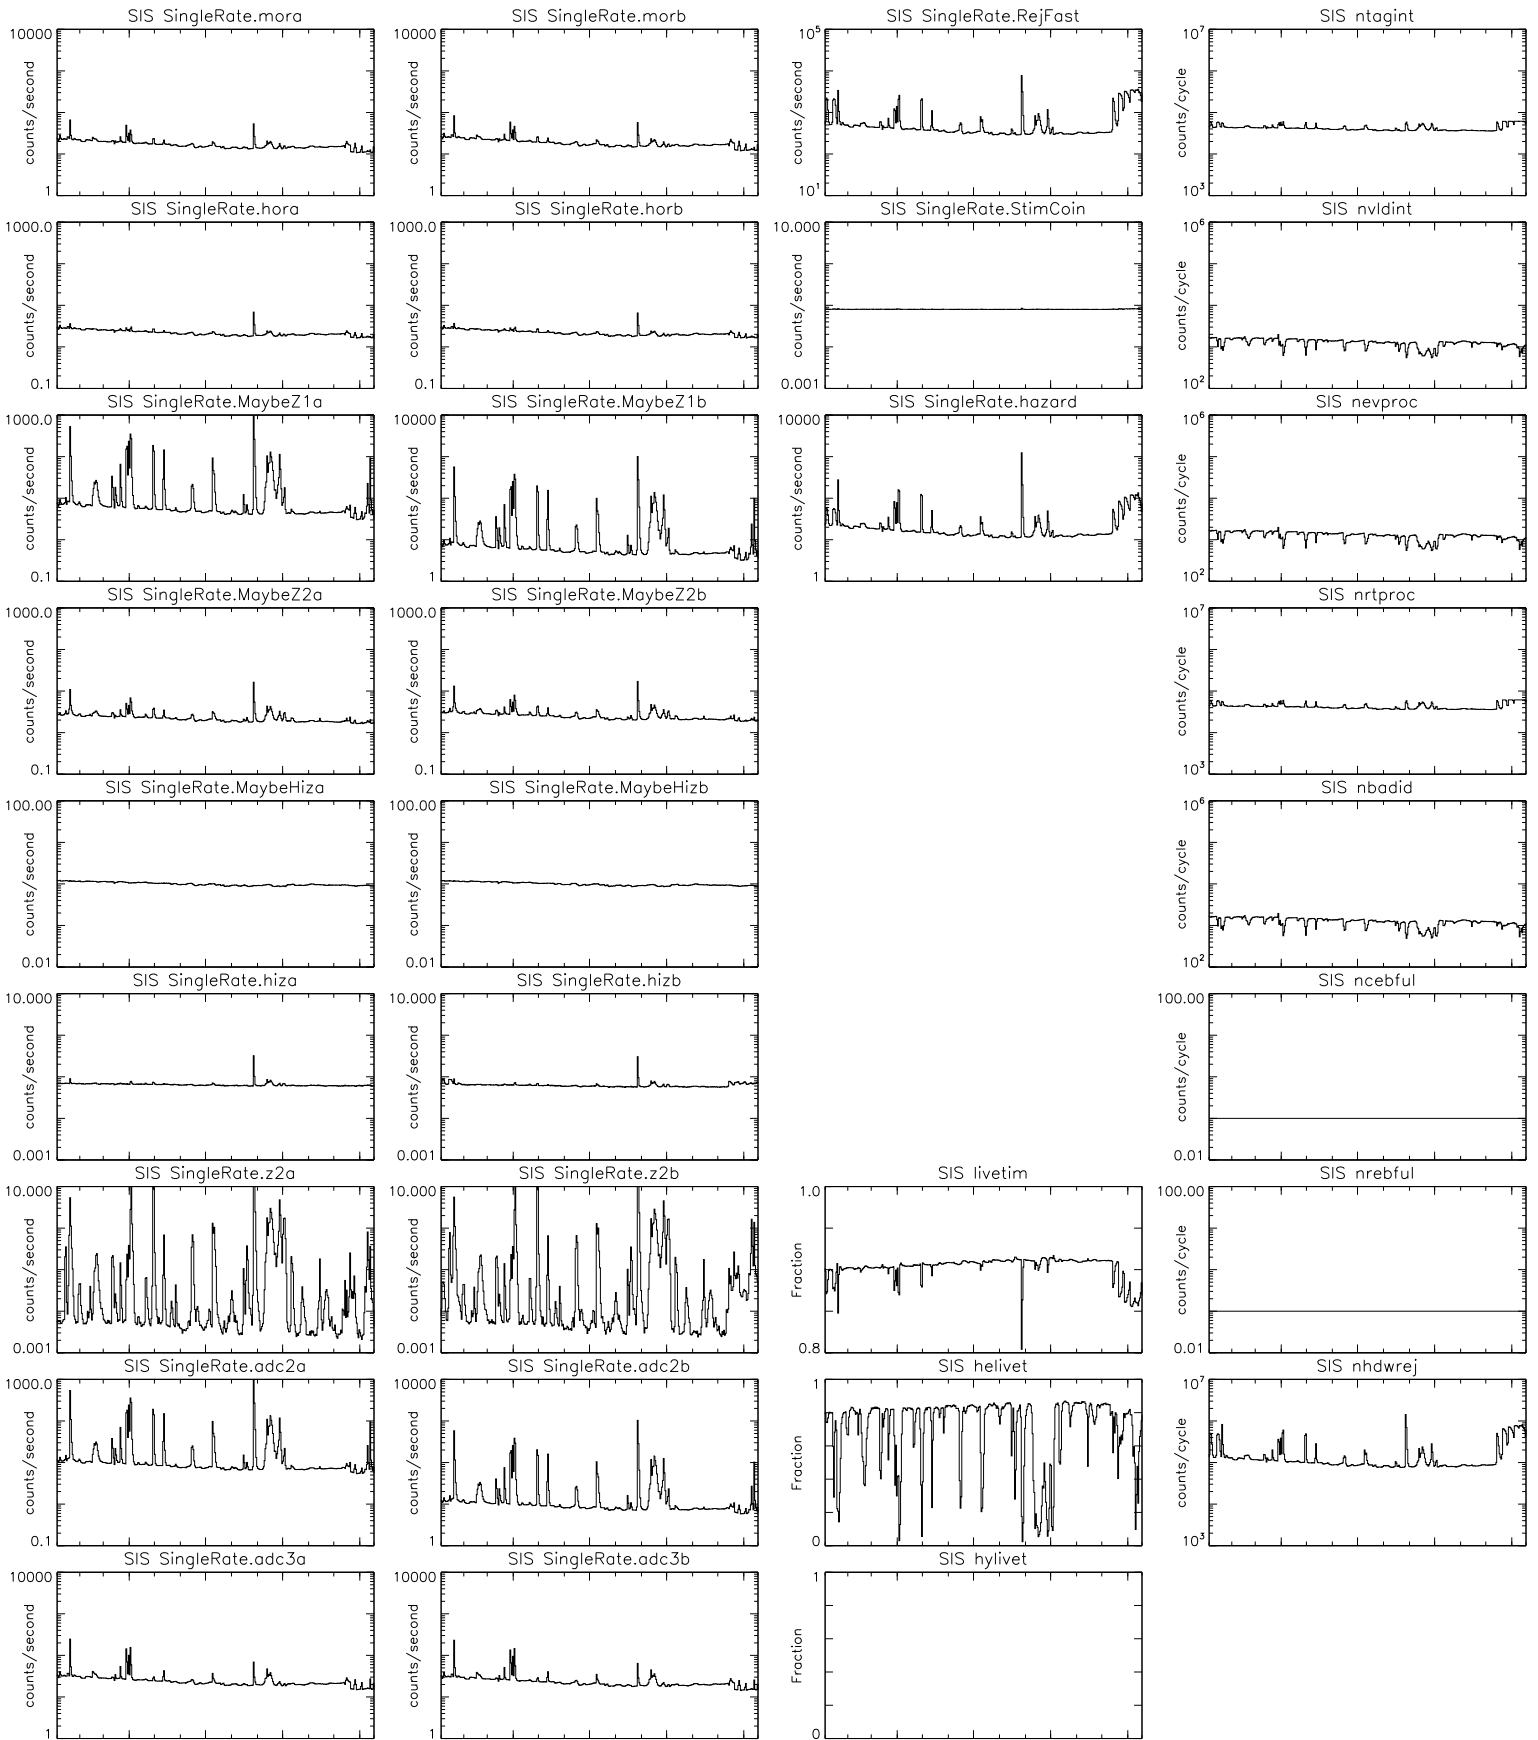 SIS SingleRate.mora
10000
counts/second
1
SIS SingleRate.morb
10000
counts/second
1
SIS SingleRate.RejFast
10^5
counts/second
10^1
SIS ntagint
10^7
counts/cycle
10^3
SIS SingleRate.hora
1000.0
counts/second
0.1
SIS SingleRate.horb
1000.0
counts/second
0.1
SIS SingleRate.StimCoin
10.000
counts/second
0.001
SIS nvldint
10^6
counts/cycle
10^2
SIS SingleRate.MaybeZ1a
1000.0
counts/second
0.1
SIS SingleRate.MaybeZ1b
10000
counts/second
1
SIS SingleRate.hazard
10000
counts/second
1
SIS nevproc
10^6
counts/cycle
10^2
SIS SingleRate.MaybeZ2a
1000.0
counts/second
0.1
SIS SingleRate.MaybeZ2b
1000.0
counts/second
0.1
SIS nrtproc
10^7
counts/cycle
10^3
SIS SingleRate.MaybeHiza
100.00
counts/second
0.01
SIS SingleRate.MaybeHizb
100.00
counts/second
0.01
SIS nbadid
10^6
counts/cycle
10^2
SIS SingleRate.hiza
10.000
counts/second
0.001
SIS SingleRate.hizb
10.000
counts/second
0.001
SIS ncebful
100.00
counts/cycle
0.01
SIS SingleRate.z2a
10.000
counts/second
0.001
SIS SingleRate.z2b
10.000
counts/second
0.001
SIS livetim
1.0
Fraction
0.8
SIS nrebful
100.00
counts/cycle
0.01
SIS SingleRate.adc2a
1000.0
counts/second
0.1
SIS SingleRate.adc2b
10000
counts/second
1
SIS helivet
1
Fraction
0
SIS nhdwrej
10^7
counts/cycle
10^3
SIS SingleRate.adc3a
10000
counts/second
1
SIS SingleRate.adc3b
10000
counts/second
1
SIS hylivet
1
Fraction
0